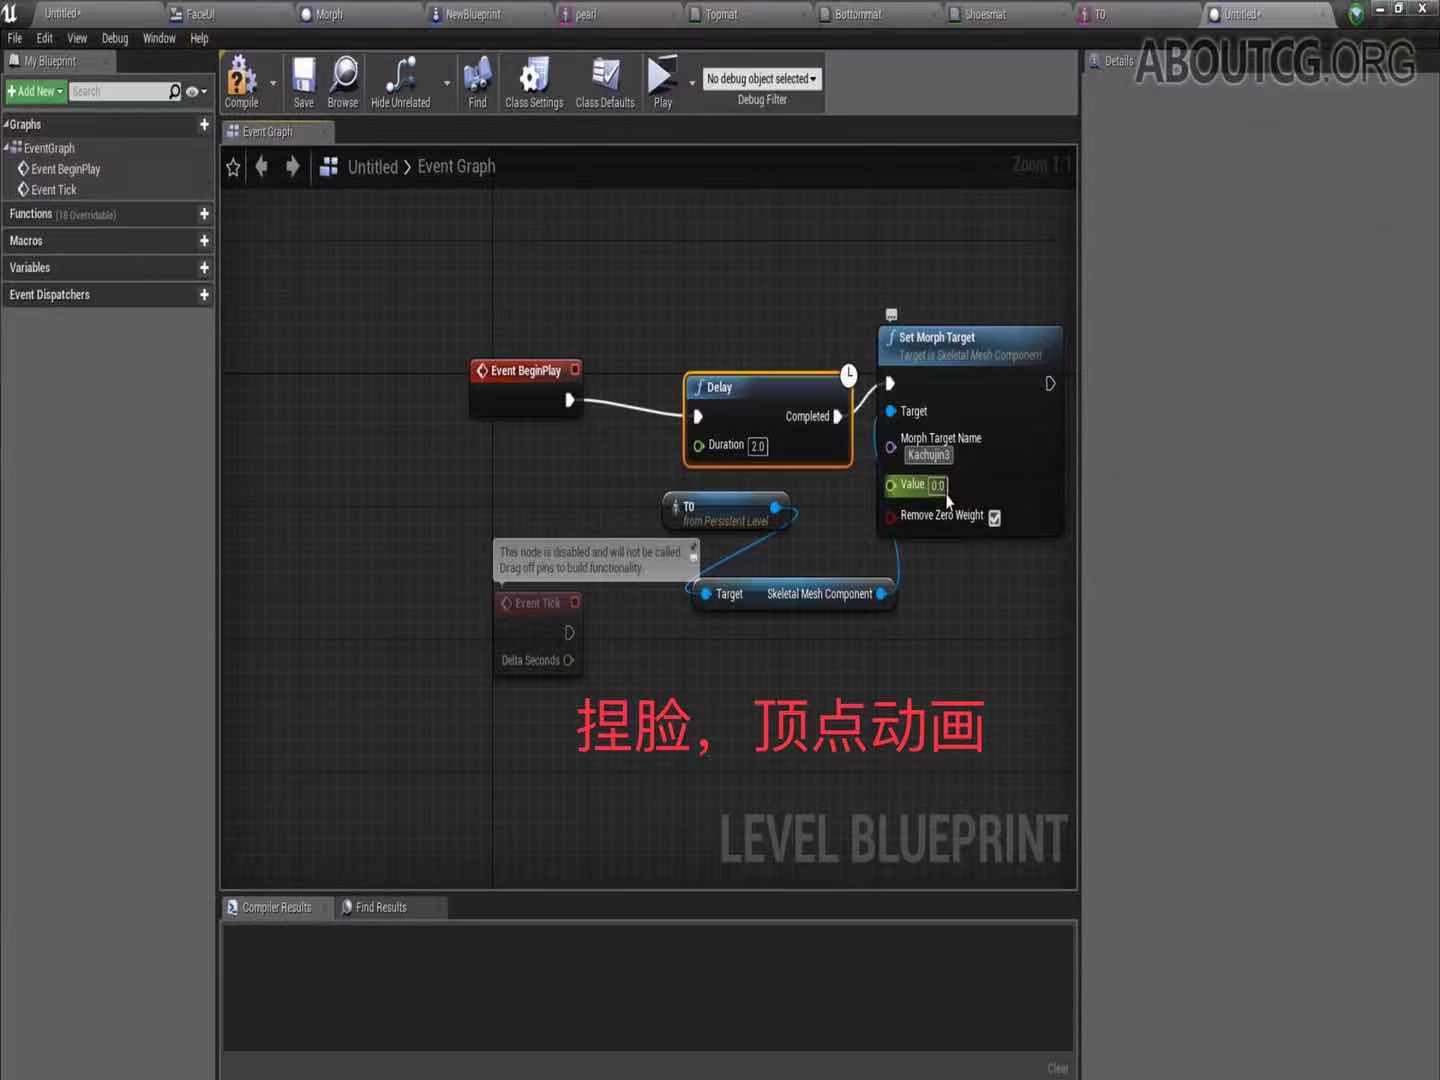 Untitled*
FaceUI
Morph
NewBlueprint
pearl
Topmat
Bottommat
Shoesmat
T0
Untitled*
File
Edit
View
Debug
Window
Help
ABOUTCG.ORG
My Blueprint
Add New
Search
Compile
Save
Browse
Hide Unrelated
Find
Class Settings
Class Defaults
Play
No debug object selected
Debug Filter
Details
Graphs
EventGraph
Event BeginPlay
Event Tick
Functions (18 Overridable)
Macros
Variables
Event Dispatchers
Event Graph
Untitled > Event Graph
Zoom 1:1
Set Morph Target
Target is Skeletal Mesh Component
Event BeginPlay
Delay
Completed
Duration 2.0
Target
Morph Target Name
Kachujin3
Value 0.0
Remove Zero Weight
T0
from Persistent Level
This node is disabled and will not be called.
Drag off pins to build functionality.
Target
Skeletal Mesh Component
Event Tick
Delta Seconds
捏脸，顶点动画
LEVEL BLUEPRINT
Compiler Results
Find Results
Clear